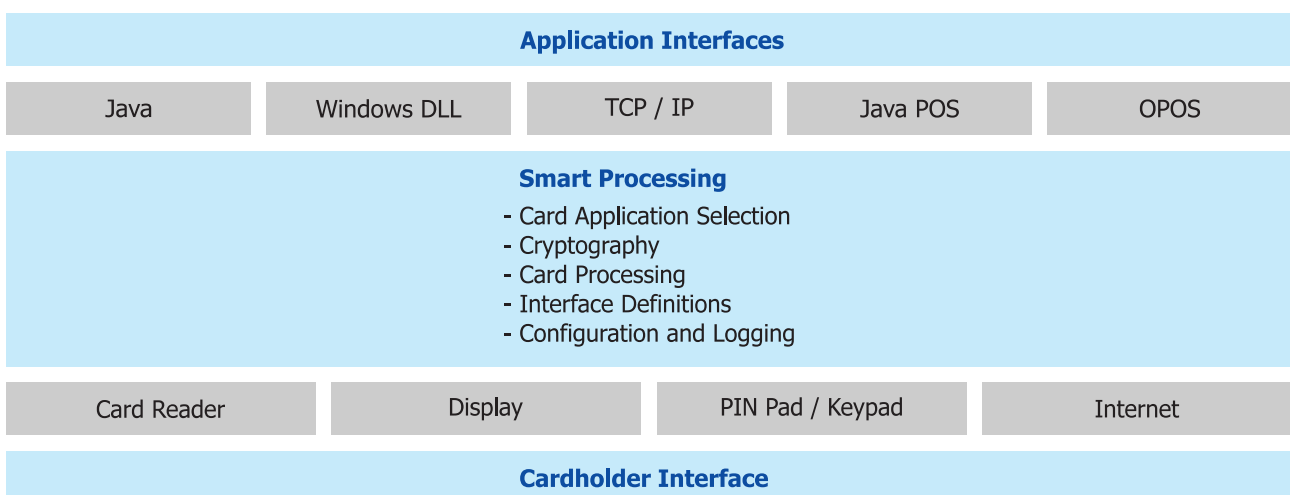 Application Interfaces
Java Windows DLL TCP / IP Java POS OPOS
Smart Processing
- Card Application Selection
- Cryptography
- Card Processing
- Interface Definitions
- Configuration and Logging
Card Reader Display PIN Pad / Keypad Internet
Cardholder Interface